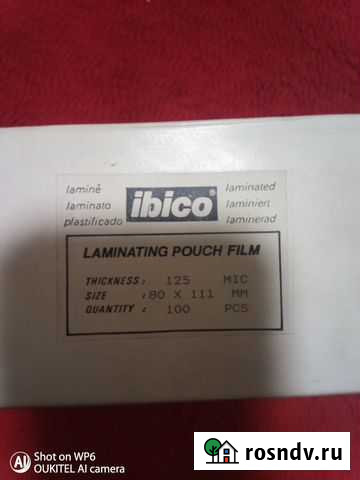 laminé
laminato
plastificado
ibico
laminated
laminiert
laminerad
LAMINATING POUCH FILM
THICKNESS: 125 MIC
SIZE :80 X 111 MM
QUANTITY: 100 PCS
AI Shot on WP6
OUKITEL AI camera
rosndv.ru